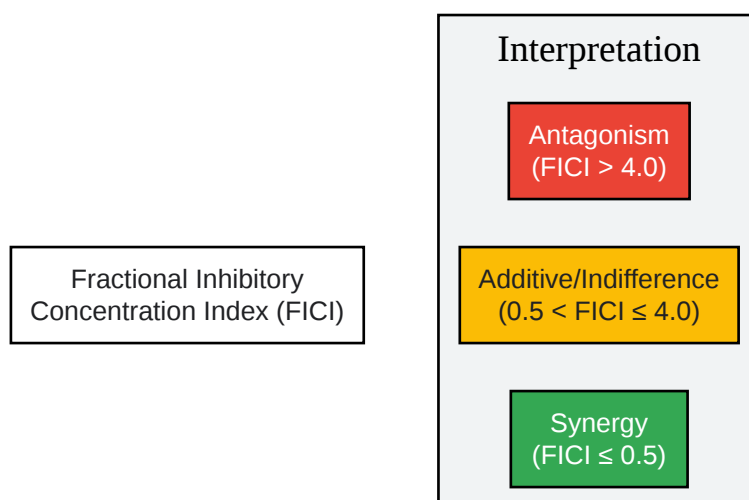 Interpretation
Antagonism
(FICI > 4.0)
Fractional Inhibitory
Concentration Index (FICI)
Additive/Indifference
(0.5 < FICI ≤ 4.0)
Synergy
(FICI ≤ 0.5)